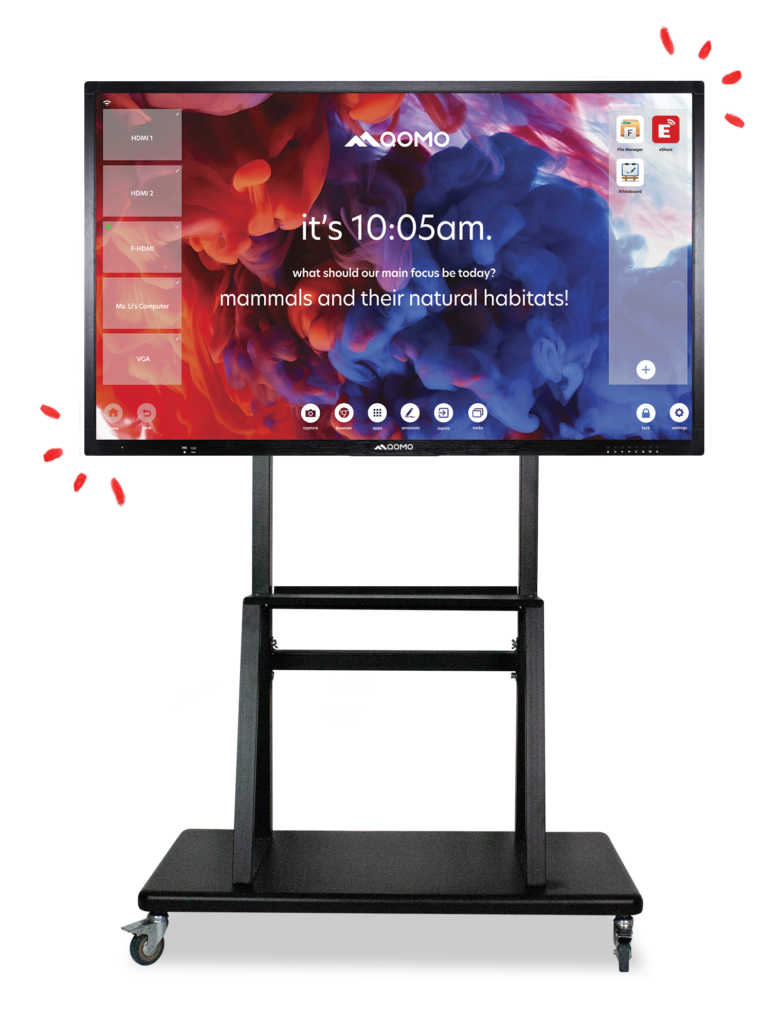 HDMI 1
HDMI 2
F-HDMI
Ms. Li's Computer
VGA
QOMO
it's 10:05am.
what should our main focus be today?
mammals and their natural habitats!
File Manager
eShare
Whiteboard
capture
browser
apps
annotate
inputs
tasks
lock
settings
QOMO